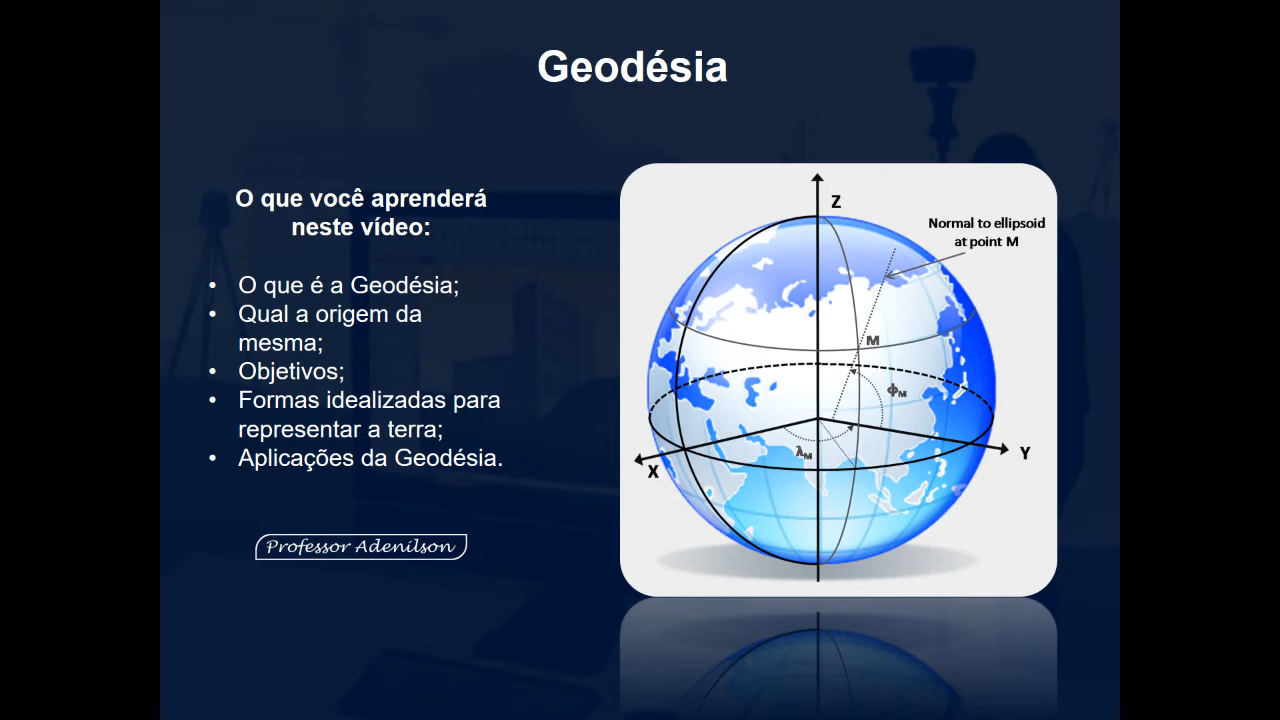 Geodésia
O que você aprenderá
neste vídeo:
• O que é a Geodésia;
• Qual a origem da
mesma;
• Objetivos;
• Formas idealizadas para
representar a terra;
• Aplicações da Geodésia.
Professor Adenilson
Z
Normal to ellipsoid
at point M
M
ϕM
λM
X
Y